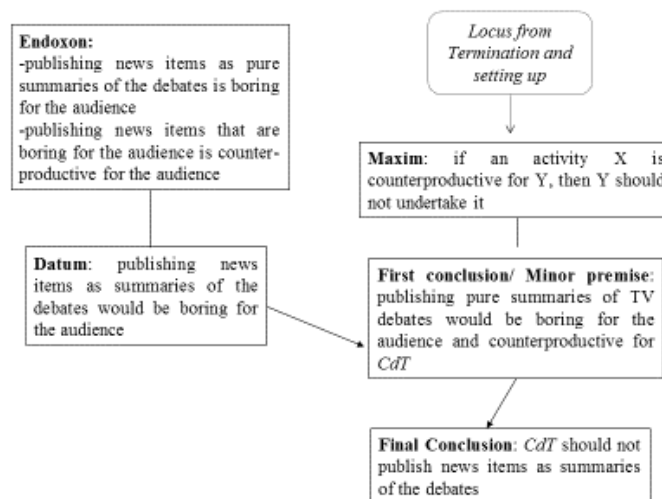 Endoxon:
-publishing news items as pure
summaries of the debates is boring
for the audience
-publishing news items that are
boring for the audience is counter-
productive for the audience
Locus from
Termination and
setting up
Maxim: if an activity X is
counterproductive for Y, then Y should
not undertake it
Datum: publishing news
items as summaries of the
debates would be boring for
the audience
First conclusion/ Minor premise:
publishing pure summaries of TV
debates would be boring for the
audience and counterproductive for
CdT
Final Conclusion: CdT should not
publish news items as summaries
of the debates